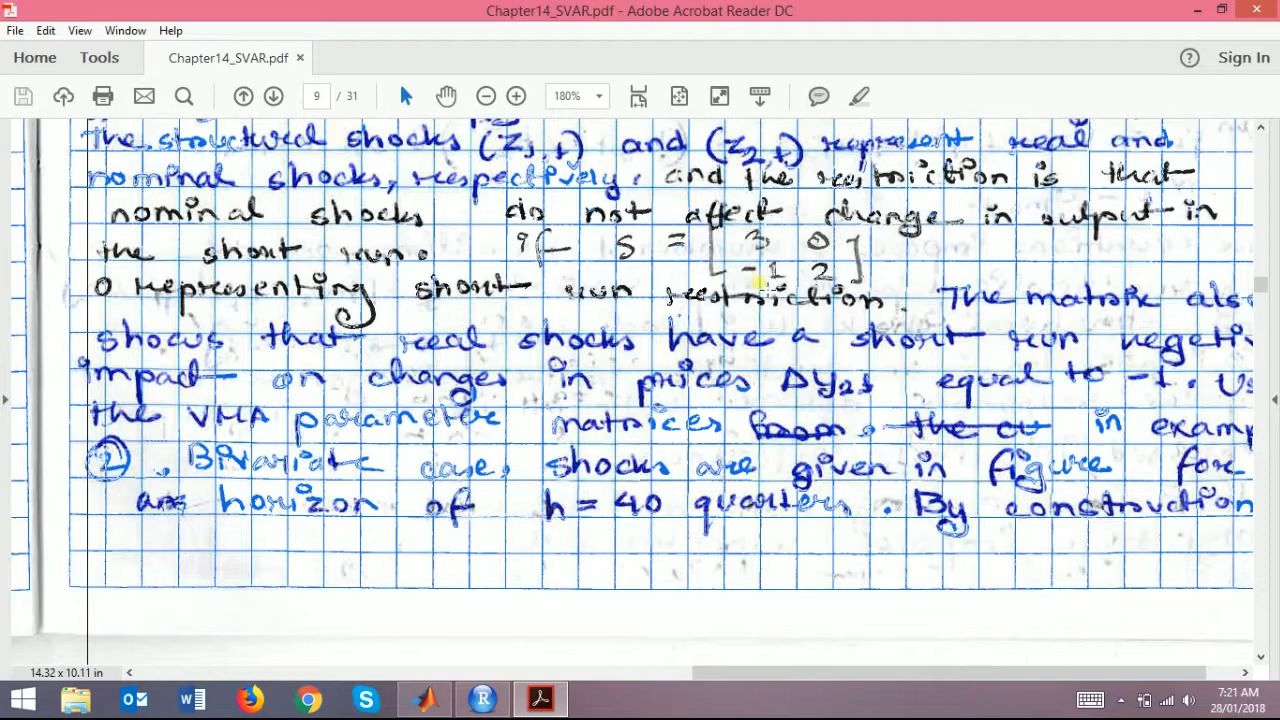 Chapter14_SVAR.pdf - Adobe Acrobat Reader DC
File Edit View Window Help
Home Tools Chapter14_SVAR.pdf × ? Sign In
9 / 31 180%
the structured shocks (z1,t) and (z2,t) represent real and
nominal shocks, respectively, and the restriction is that
nominal shocks do not affect change in output in
the short run. If S = [ 3 0
-1 2 ]
0 representing short run restriction. The matrix als
shows that real shocks have a short run negeti
impact on changes in prices ΔY2t equal to -1. Us
the VMA parameter matrices in examp
2. Bivariate case, shocks are given in figure for
an horizon of h = 40 quarters. By construction
14.32 x 10.11 in
7:21 AM
28/01/2018